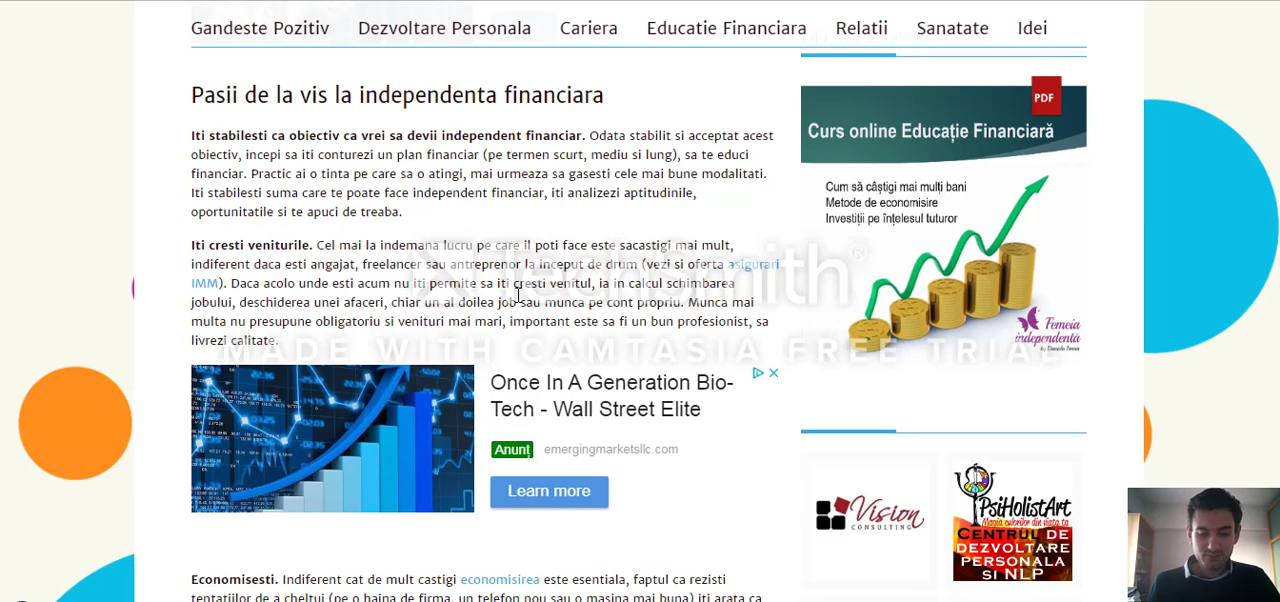 Gandeste Pozitiv Dezvoltare Personala Cariera Educatie Financiara Relatii Sanatate Idei
Pasii de la vis la independenta financiara
Iti stabilesti ca obiectiv ca vrei sa devii independent financiar. Odata stabilit si acceptat acest
obiectiv, incepi sa iti conturezi un plan financiar (pe termen scurt, mediu si lung), sa te educi
financiar. Practic ai o tinta pe care sa o atingi, mai urmeaza sa gasesti cele mai bune modalitati.
Iti stabilesti suma care te poate face independent financiar, iti analizezi aptitudinile,
oportunitatile si te apuci de treaba.
Iti cresti veniturile. Cel mai la indemana lucru pe care il poti face este sacastigi mai mult,
indiferent daca esti angajat, freelancer sau antreprenor la inceput de drum (vezi si oferta asigurari
IMM). Daca acolo unde esti acum nu iti permite sa iti cresti venitul, ia in calcul schimbarea
jobului, deschiderea unei afaceri, chiar un al doilea job sau munca pe cont propriu. Munca mai
multa nu presupune obligatoriu si venituri mai mari, important este sa fi un bun profesionist, sa
livrezi calitate.
Once In A Generation Bio-
Tech - Wall Street Elite
Anunț emergingmarketsllc.com
Learn more
Economisesti. Indiferent cat de mult castigi economisirea este esentiala, faptul ca rezisti
tentatiilor de a cheltui (pe o haina de firma, un telefon nou sau o masina mai buna) iti arata ca
PDF
Curs online Educație Financiară
Cum să câștigi mai mulți bani
Metode de economisire
Investiții pe înțelesul tuturor
Femeia
independentă
Vision
CONSULTING
PsiHolistArt
Magia culorilor din viata ta
CENTRUL DE
DEZVOLTARE
PERSONALA
SI NLP
TechSmith®
MADE WITH CAMTASIA FREE TRIAL